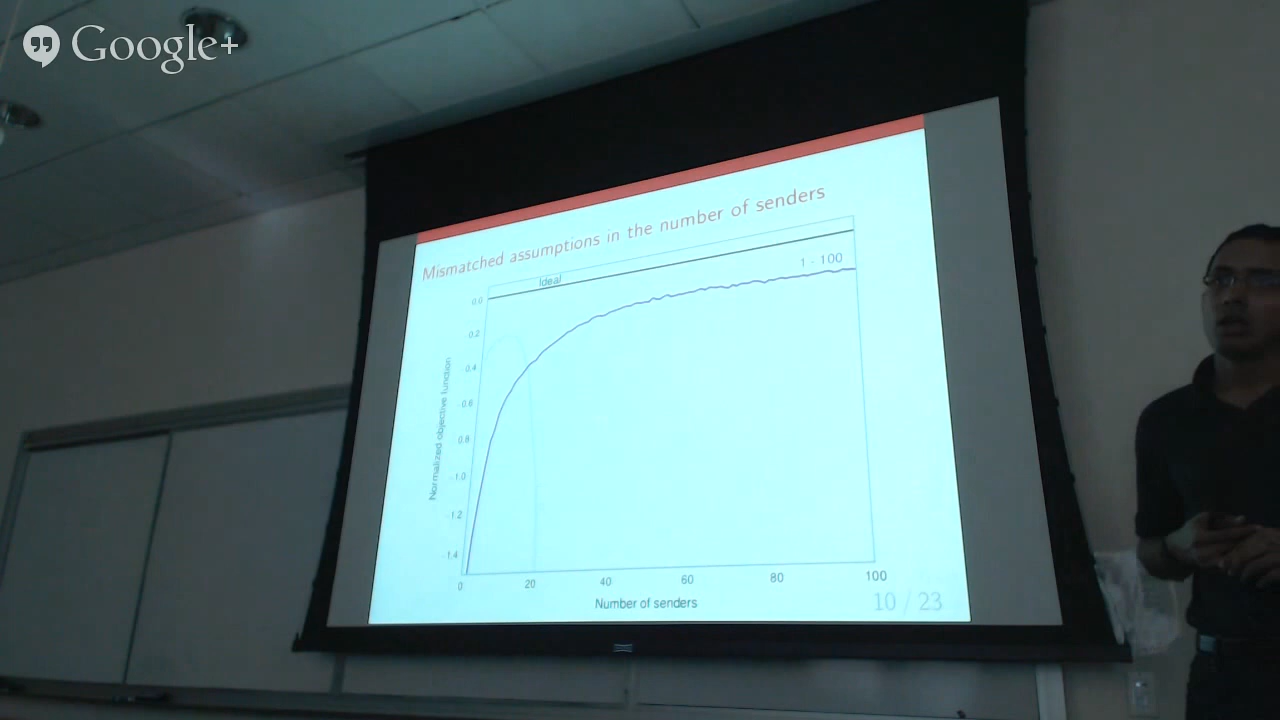 Google+
Mismatched assumptions in the number of senders
Ideal
1 - 100
0.0
0.2
0.4
0.6
0.8
1.0
1.2
1.4
Normalized objective function
0
20
40
60
80
100
Number of senders
10 / 23